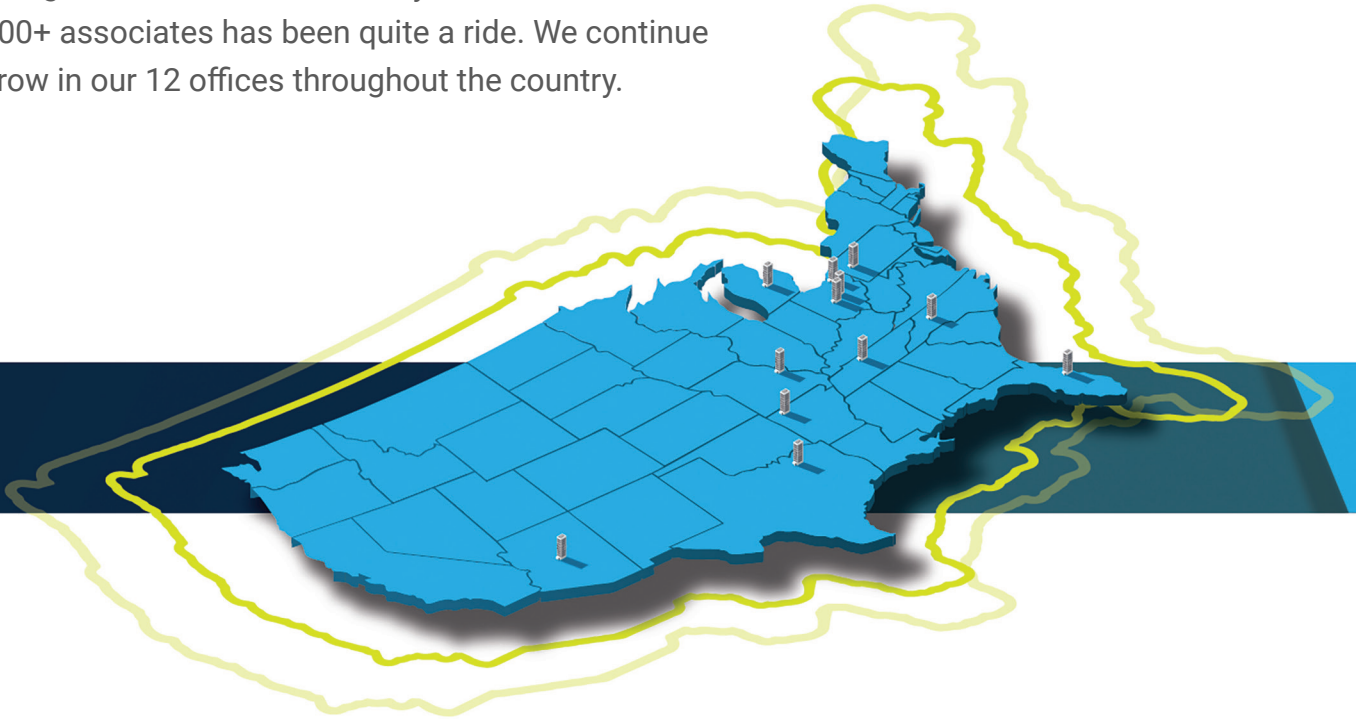 00+ associates has been quite a ride. We continue
row in our 12 offices throughout the country.